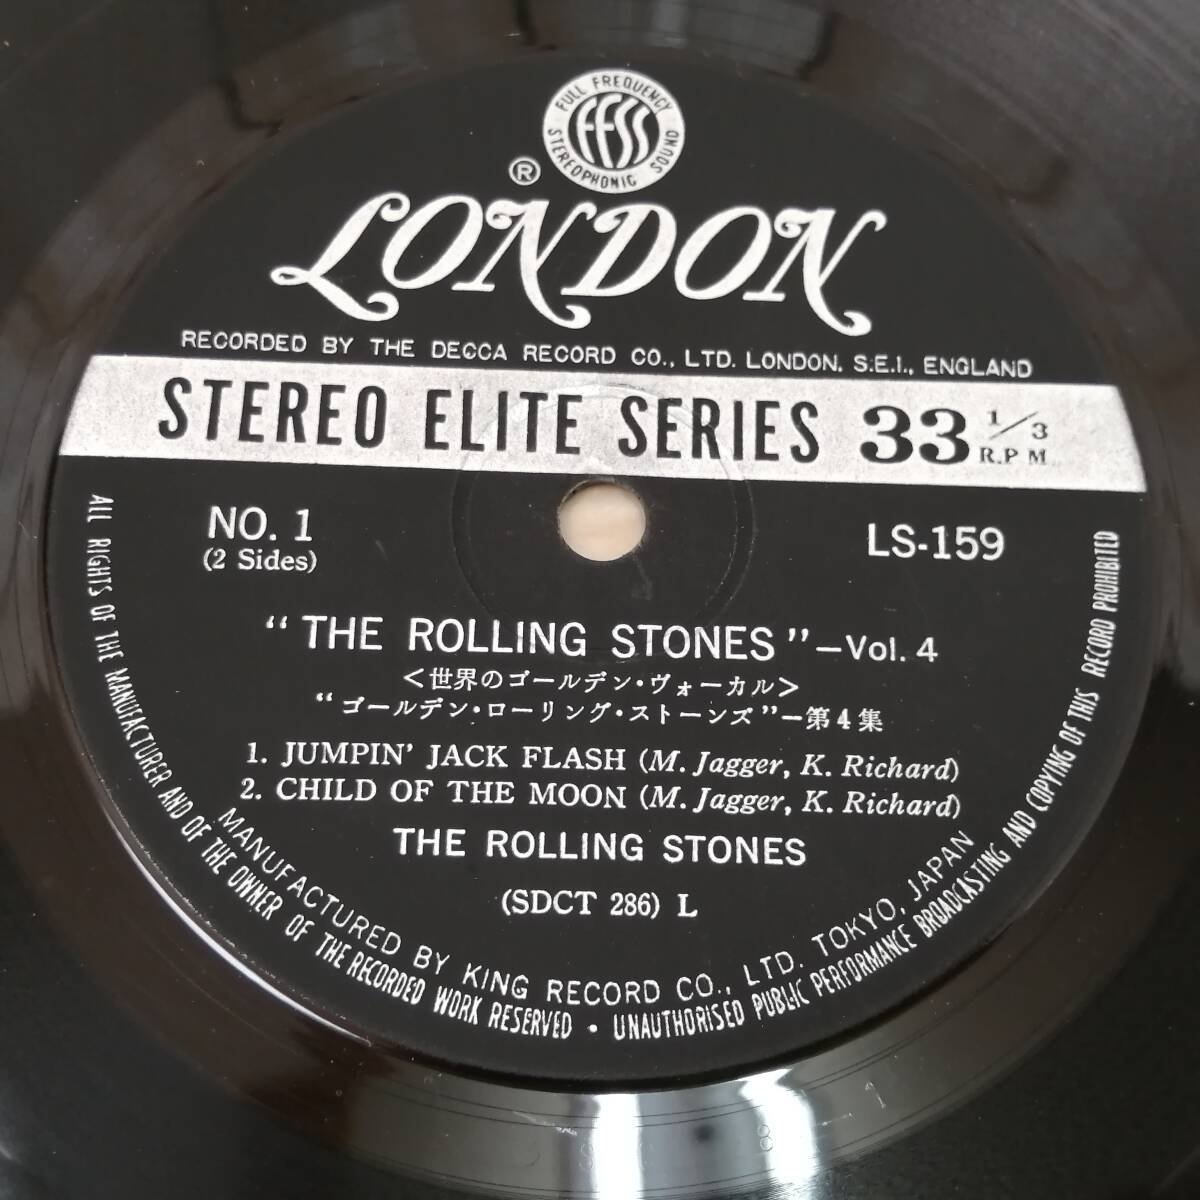 FULL FREQUENCY
FFSS
STEREOPHONIC SOUND
®
LONDON
RECORDED BY THE DECCA RECORD CO., LTD. LONDON, S.E.I., ENGLAND
STEREO ELITE SERIES 33 1/3 R.P M
NO. 1
(2 Sides)
LS-159
“THE ROLLING STONES”—Vol. 4
<世界のゴールデン・ヴォーカル>
“ゴールデン・ローリング・ストーンズ”—第4集
1. JUMPIN' JACK FLASH (M. Jagger, K. Richard)
2. CHILD OF THE MOON (M. Jagger, K. Richard)
THE ROLLING STONES
(SDCT 286) L
MANUFACTURED BY KING RECORD CO., LTD. TOKYO, JAPAN
ALL RIGHTS OF THE MANUFACTURER AND OF THE OWNER OF THE RECORDED WORK RESERVED • UNAUTHORISED PUBLIC PERFORMANCE BROADCASTING AND COPYING OF THIS RECORD PROHIBITED